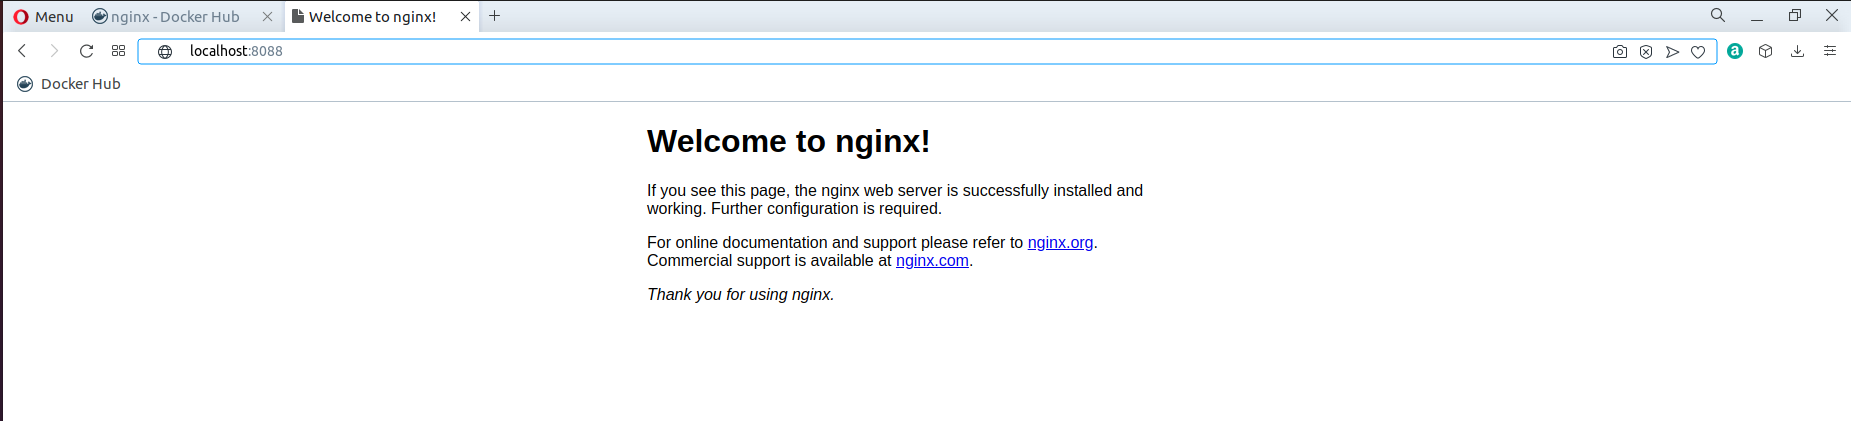 Menu
nginx - Docker Hub
Welcome to nginx!
localhost:8088
a
Docker Hub
Welcome to nginx!
If you see this page, the nginx web server is successfully installed and
working. Further configuration is required.
For online documentation and support please refer to nginx.org.
Commercial support is available at nginx.com.
Thank you for using nginx.